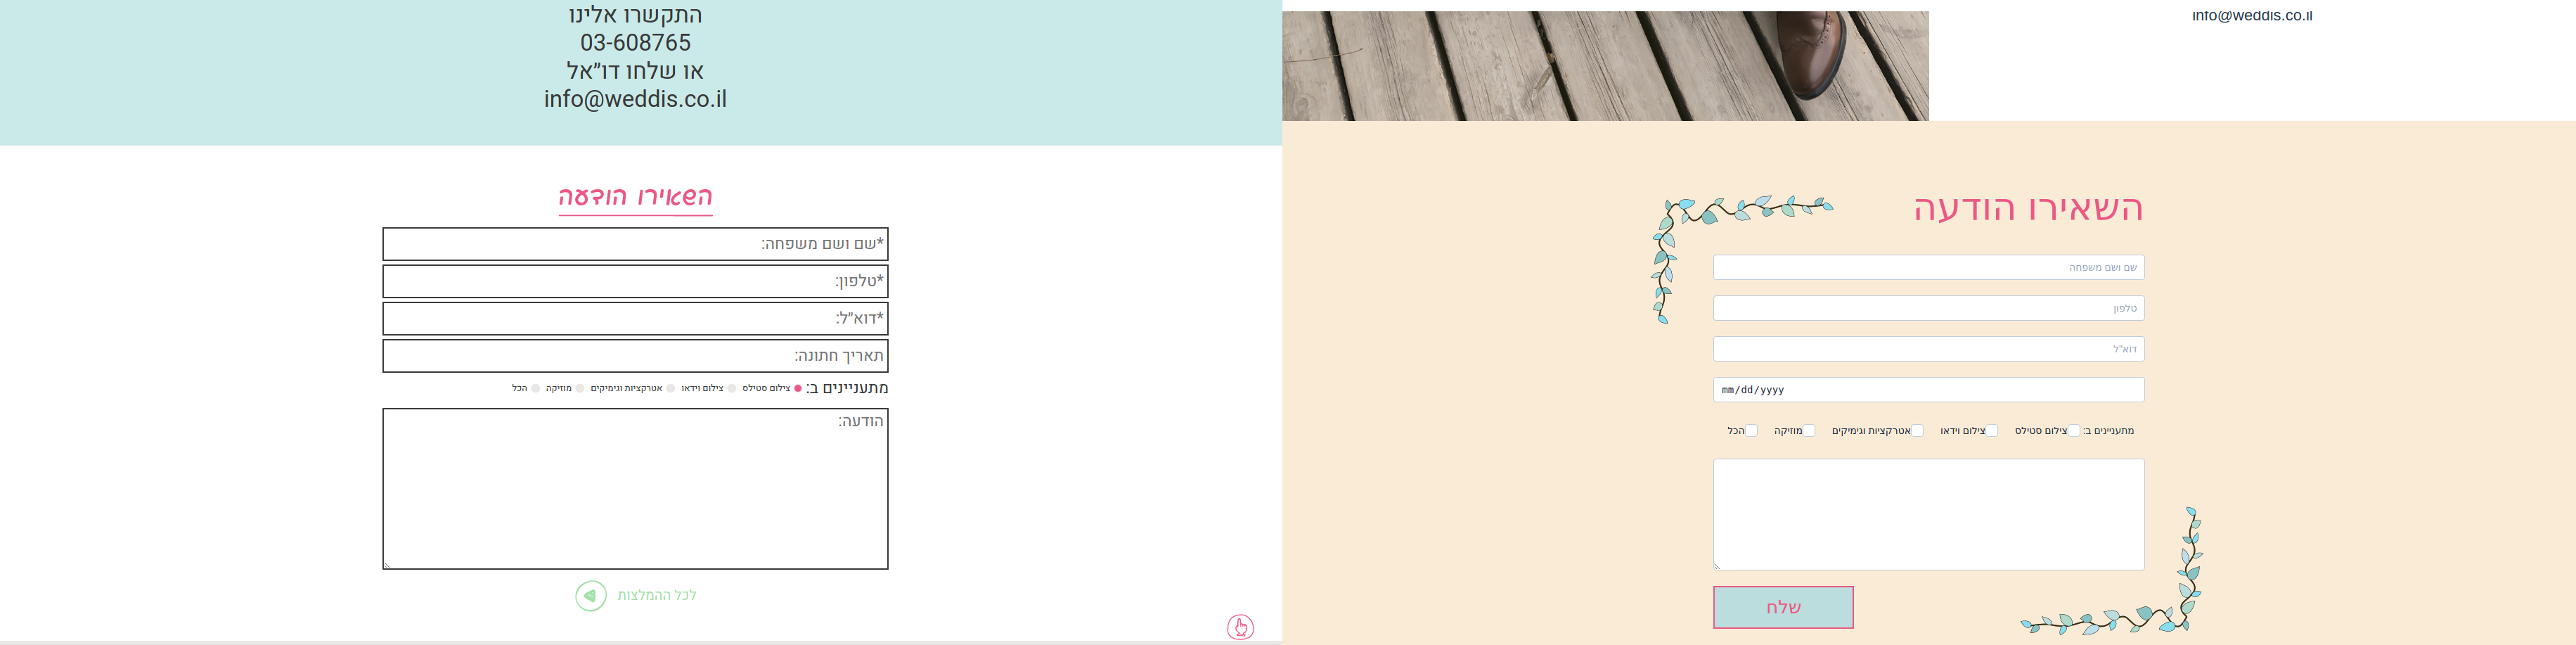 התקשרו אלינו
03-608765
או שלחו דו”אל
info@weddis.co.il
השאירו הודעה
*שם ושם משפחה:
*טלפון:
*דוא״ל:
תאריך חתונה:
מתעניינים ב: צילום סטילס צילום וידאו אטרקציות וגימיקים מוזיקה הכל
הודעה:
לכל ההמלצות
info@weddis.co.il
השאירו הודעה
שם ושם משפחה
טלפון
דוא"ל
mm/dd/yyyy
מתעניינים ב: צילום סטילס צילום וידאו אטרקציות וגימיקים מוזיקה הכל
שלח